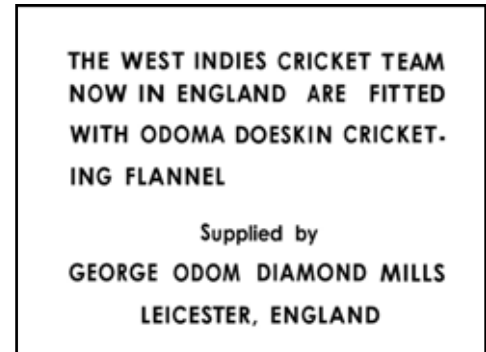 THE WEST INDIES CRICKET TEAM
NOW IN ENGLAND ARE FITTED
WITH ODOMA DOESKIN CRICKET-
ING FLANNEL
Supplied by
GEORGE ODOM DIAMOND MILLS
LEICESTER, ENGLAND